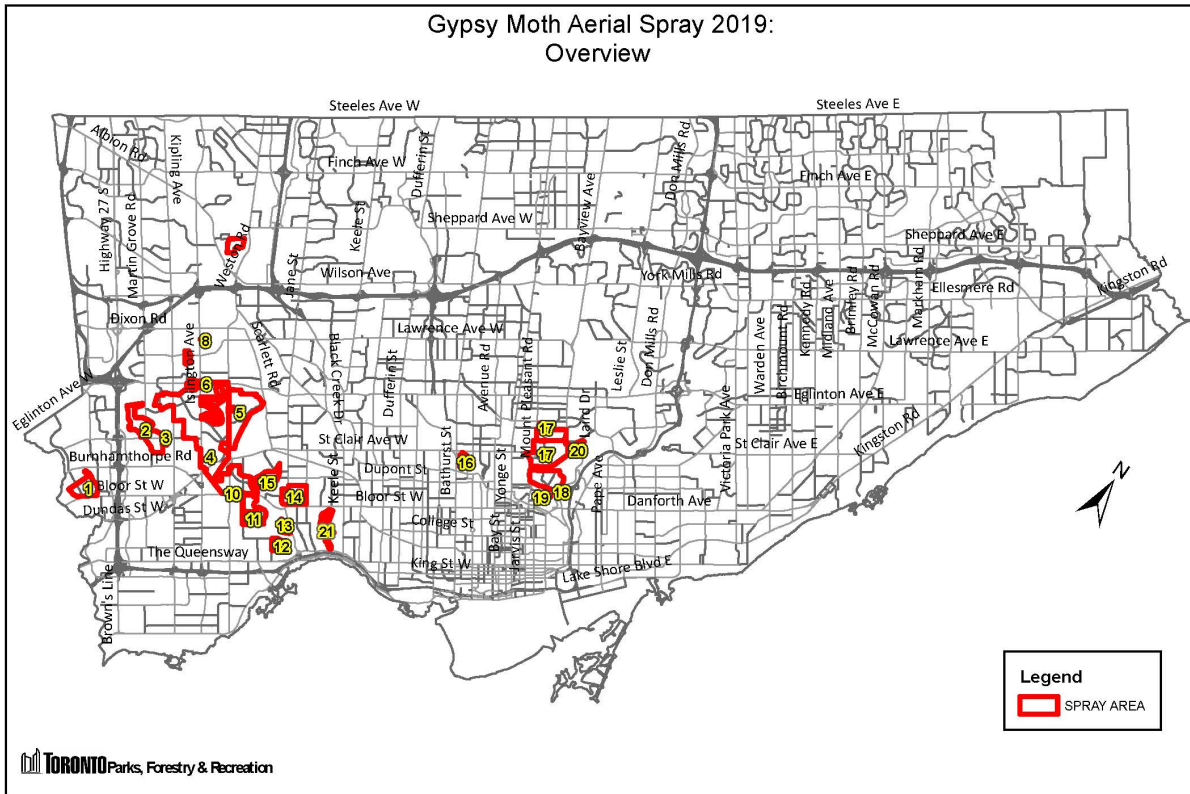 Gypsy Moth Aerial Spray 2019:
Overview
Steeles Ave W
Steeles Ave E
Albion Rd
Kipling Ave
Finch Ave W
Dufferin St
Don Mills Rd
Finch Ave E
Highway 27 S
Martin Grove Rd
Weston Rd
Keele St
Sheppard Ave W
Bayview Ave
Sheppard Ave E
Jane St
Wilson Ave
York Mills Rd
Ellesmere Rd
Kingston Rd
Dixon Rd
Islington Ave
Scarlett Rd
Black Creek Dr
Lawrence Ave W
Dufferin St
Avenue Rd
Mount Pleasant Rd
Leslie St
Don Mills Rd
Warden Ave
Birchmount Rd
Kennedy Rd
Midland Ave
Brimley Rd
McCowan Rd
Markham Rd
Lawrence Ave E
Eglinton Ave W
Eglinton Ave E
8
6
5
2
3
4
Burnhamthorpe Rd
St Clair Ave W
Bathurst St
Yonge St
17
17
20
Laird Dr
St Clair Ave E
Victoria Park Ave
Kingston Rd
1
Bloor St W
Dundas St W
10
15
14
11
13
12
21
Keele St
Dupont St
16
Bloor St W
College St
Bay St
Jarvis St
19
18
Pape Ave
Danforth Ave
The Queensway
King St W
Lake Shore Blvd E
Brown's Line
N
Legend
SPRAY AREA
TORONTO Parks, Forestry & Recreation